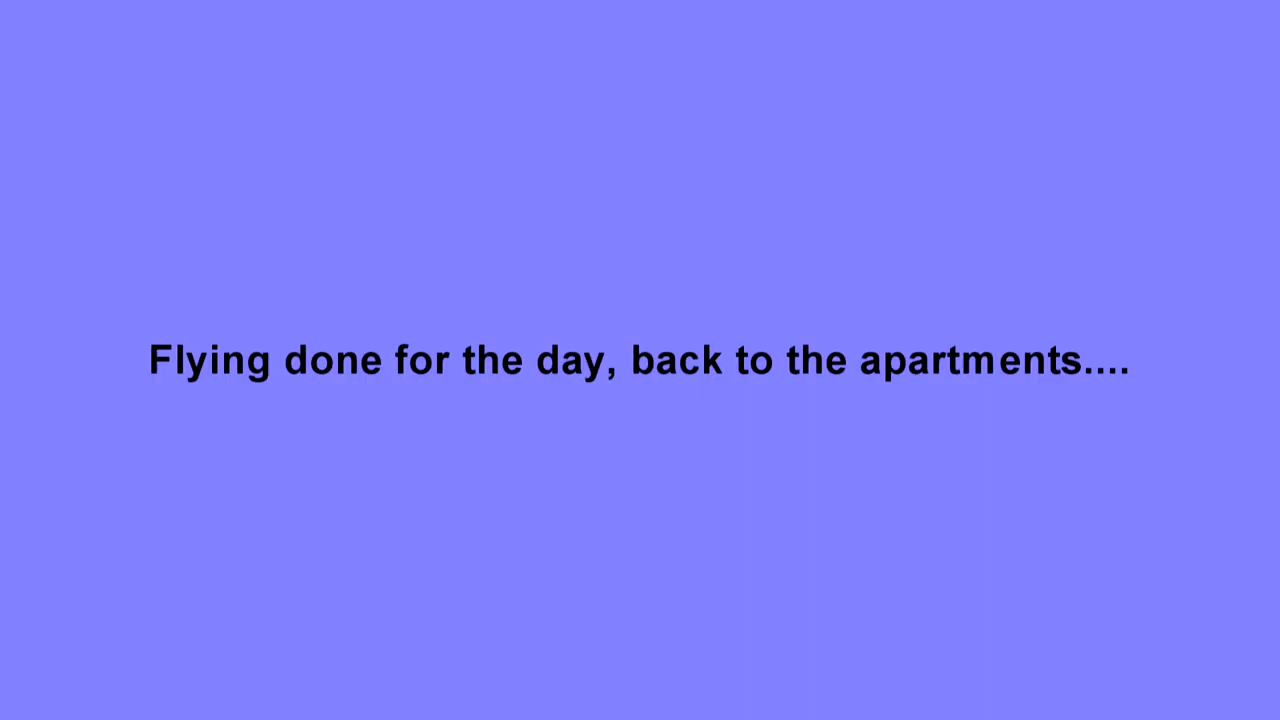 Flying done for the day, back to the apartments....